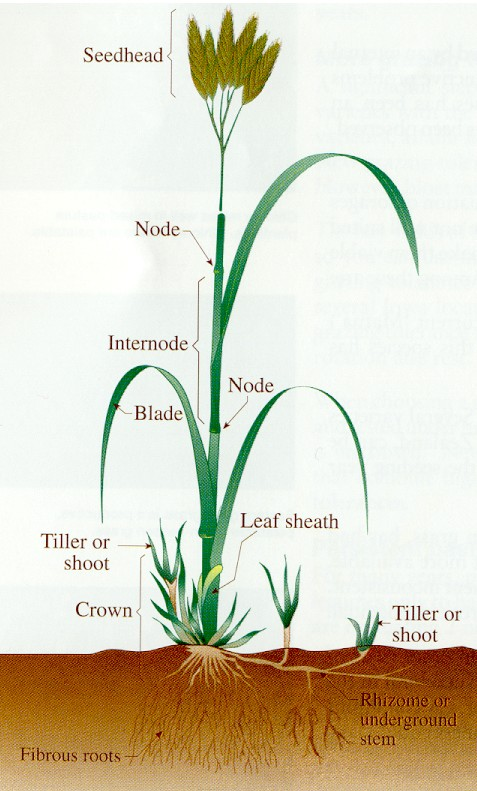 Seedhead
Node
Internode
Node
Blade
Leaf sheath
Tiller or
shoot
Crown
Tiller or
shoot
Rhizome or
underground
stem
Fibrous roots